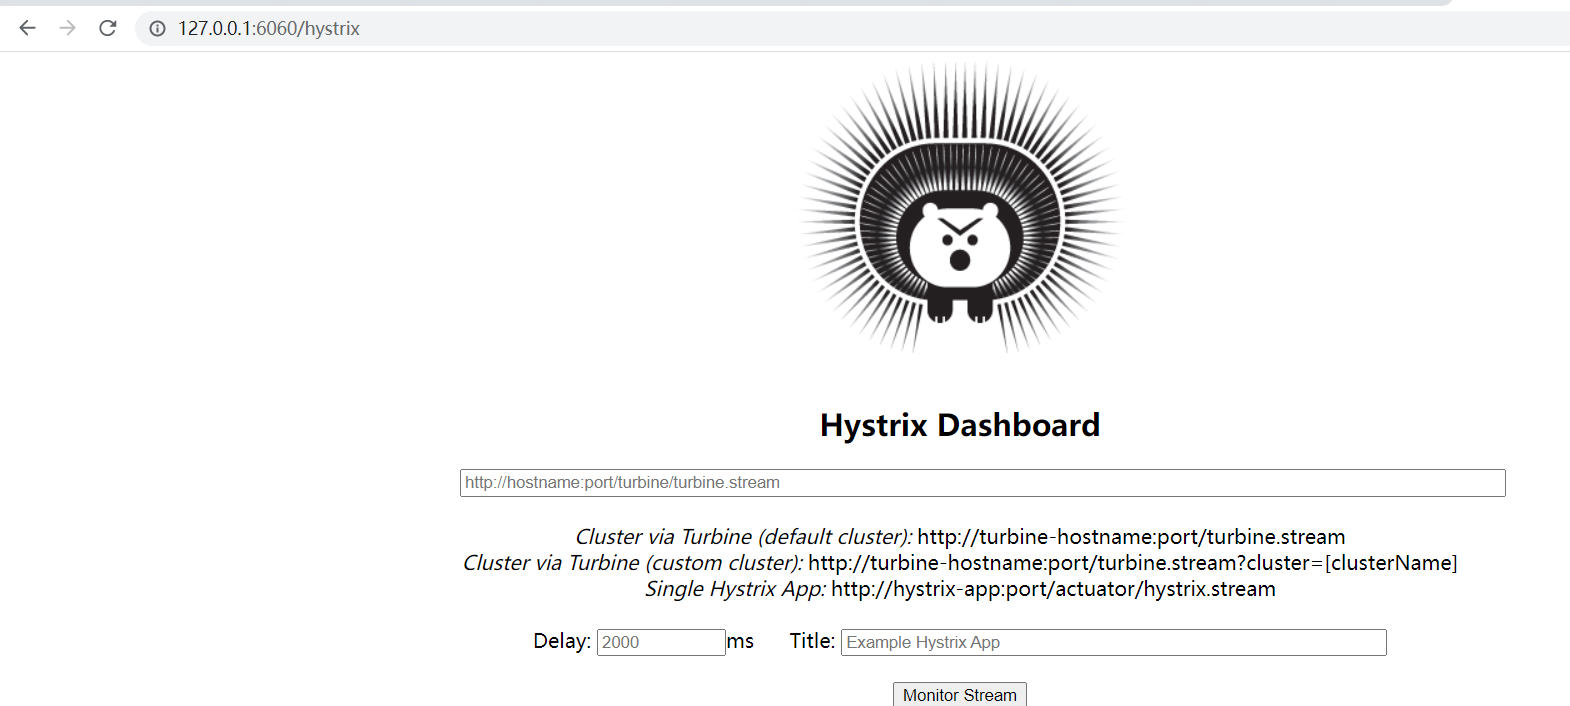 127.0.0.1:6060/hystrix
Hystrix Dashboard
http://hostname:port/turbine/turbine.stream
Cluster via Turbine (default cluster): http://turbine-hostname:port/turbine.stream
Cluster via Turbine (custom cluster): http://turbine-hostname:port/turbine.stream?cluster=[clusterName]
Single Hystrix App: http://hystrix-app:port/actuator/hystrix.stream
Delay: 2000 ms Title: Example Hystrix App
Monitor Stream